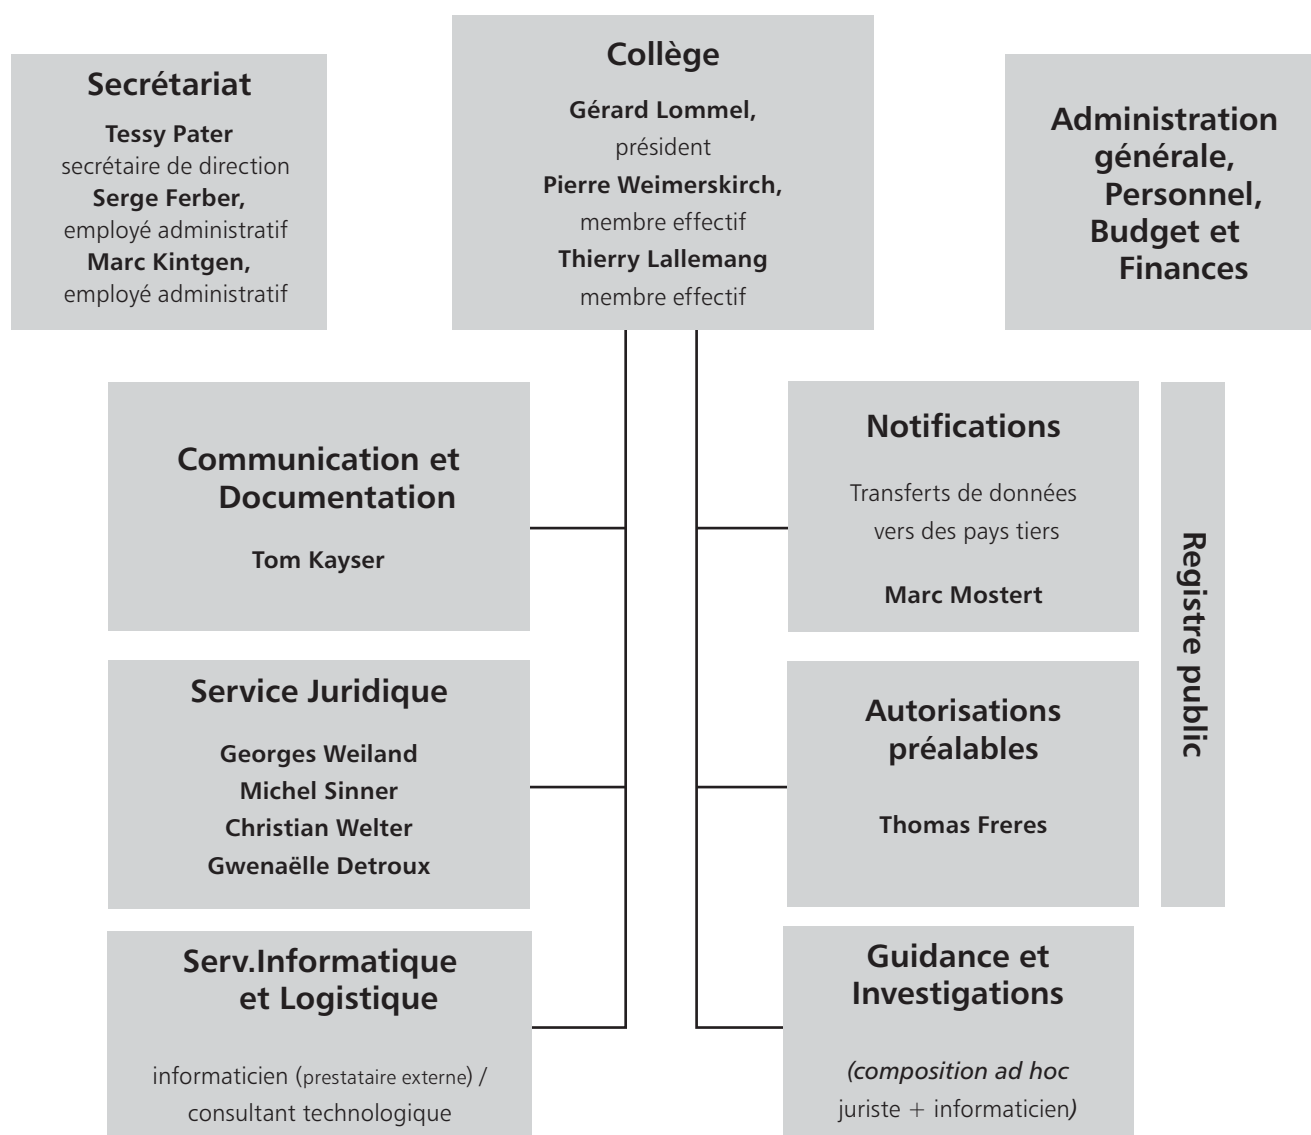 Secrétariat
Tessy Pater
secrétaire de direction
Serge Ferber,
employé administratif
Marc Kintgen,
employé administratif
Collège
Gérard Lommel,
président
Pierre Weimerskirch,
membre effectif
Thierry Lallemang
membre effectif
Administration
générale,
Personnel,
Budget et
Finances
Communication et
Documentation
Tom Kayser
Notifications
Transferts de données
vers des pays tiers
Marc Mostert
Registre public
Service Juridique
Georges Weiland
Michel Sinner
Christian Welter
Gwenaëlle Detroux
Autorisations
préalables
Thomas Freres
Serv.Informatique
et Logistique
informaticien (prestataire externe) /
consultant technologique
Guidance et
Investigations
(composition ad hoc
juriste + informaticien)